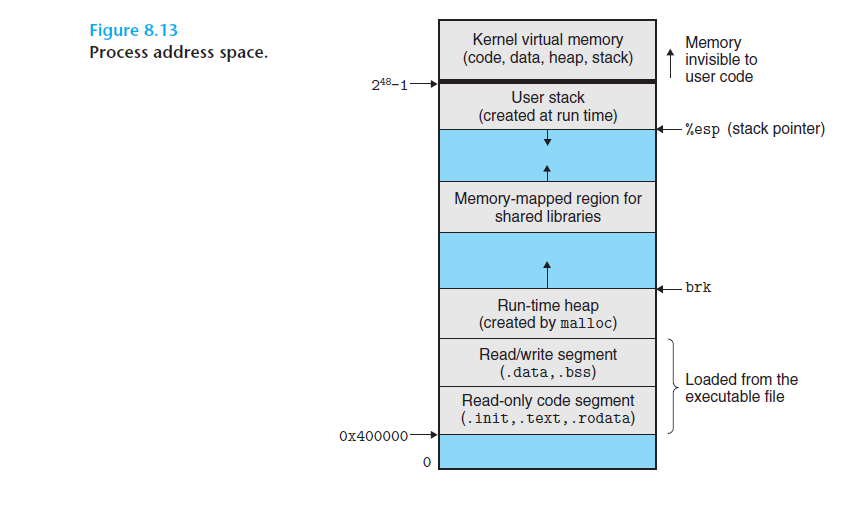 Figure 8.13
Process address space.
Kernel virtual memory
(code, data, heap, stack)
Memory
invisible to
user code
2⁴⁸–1
User stack
(created at run time)
%esp (stack pointer)
Memory-mapped region for
shared libraries
brk
Run-time heap
(created by malloc)
Read/write segment
(.data,.bss)
Loaded from the
executable file
Read-only code segment
(.init,.text,.rodata)
0x400000
0